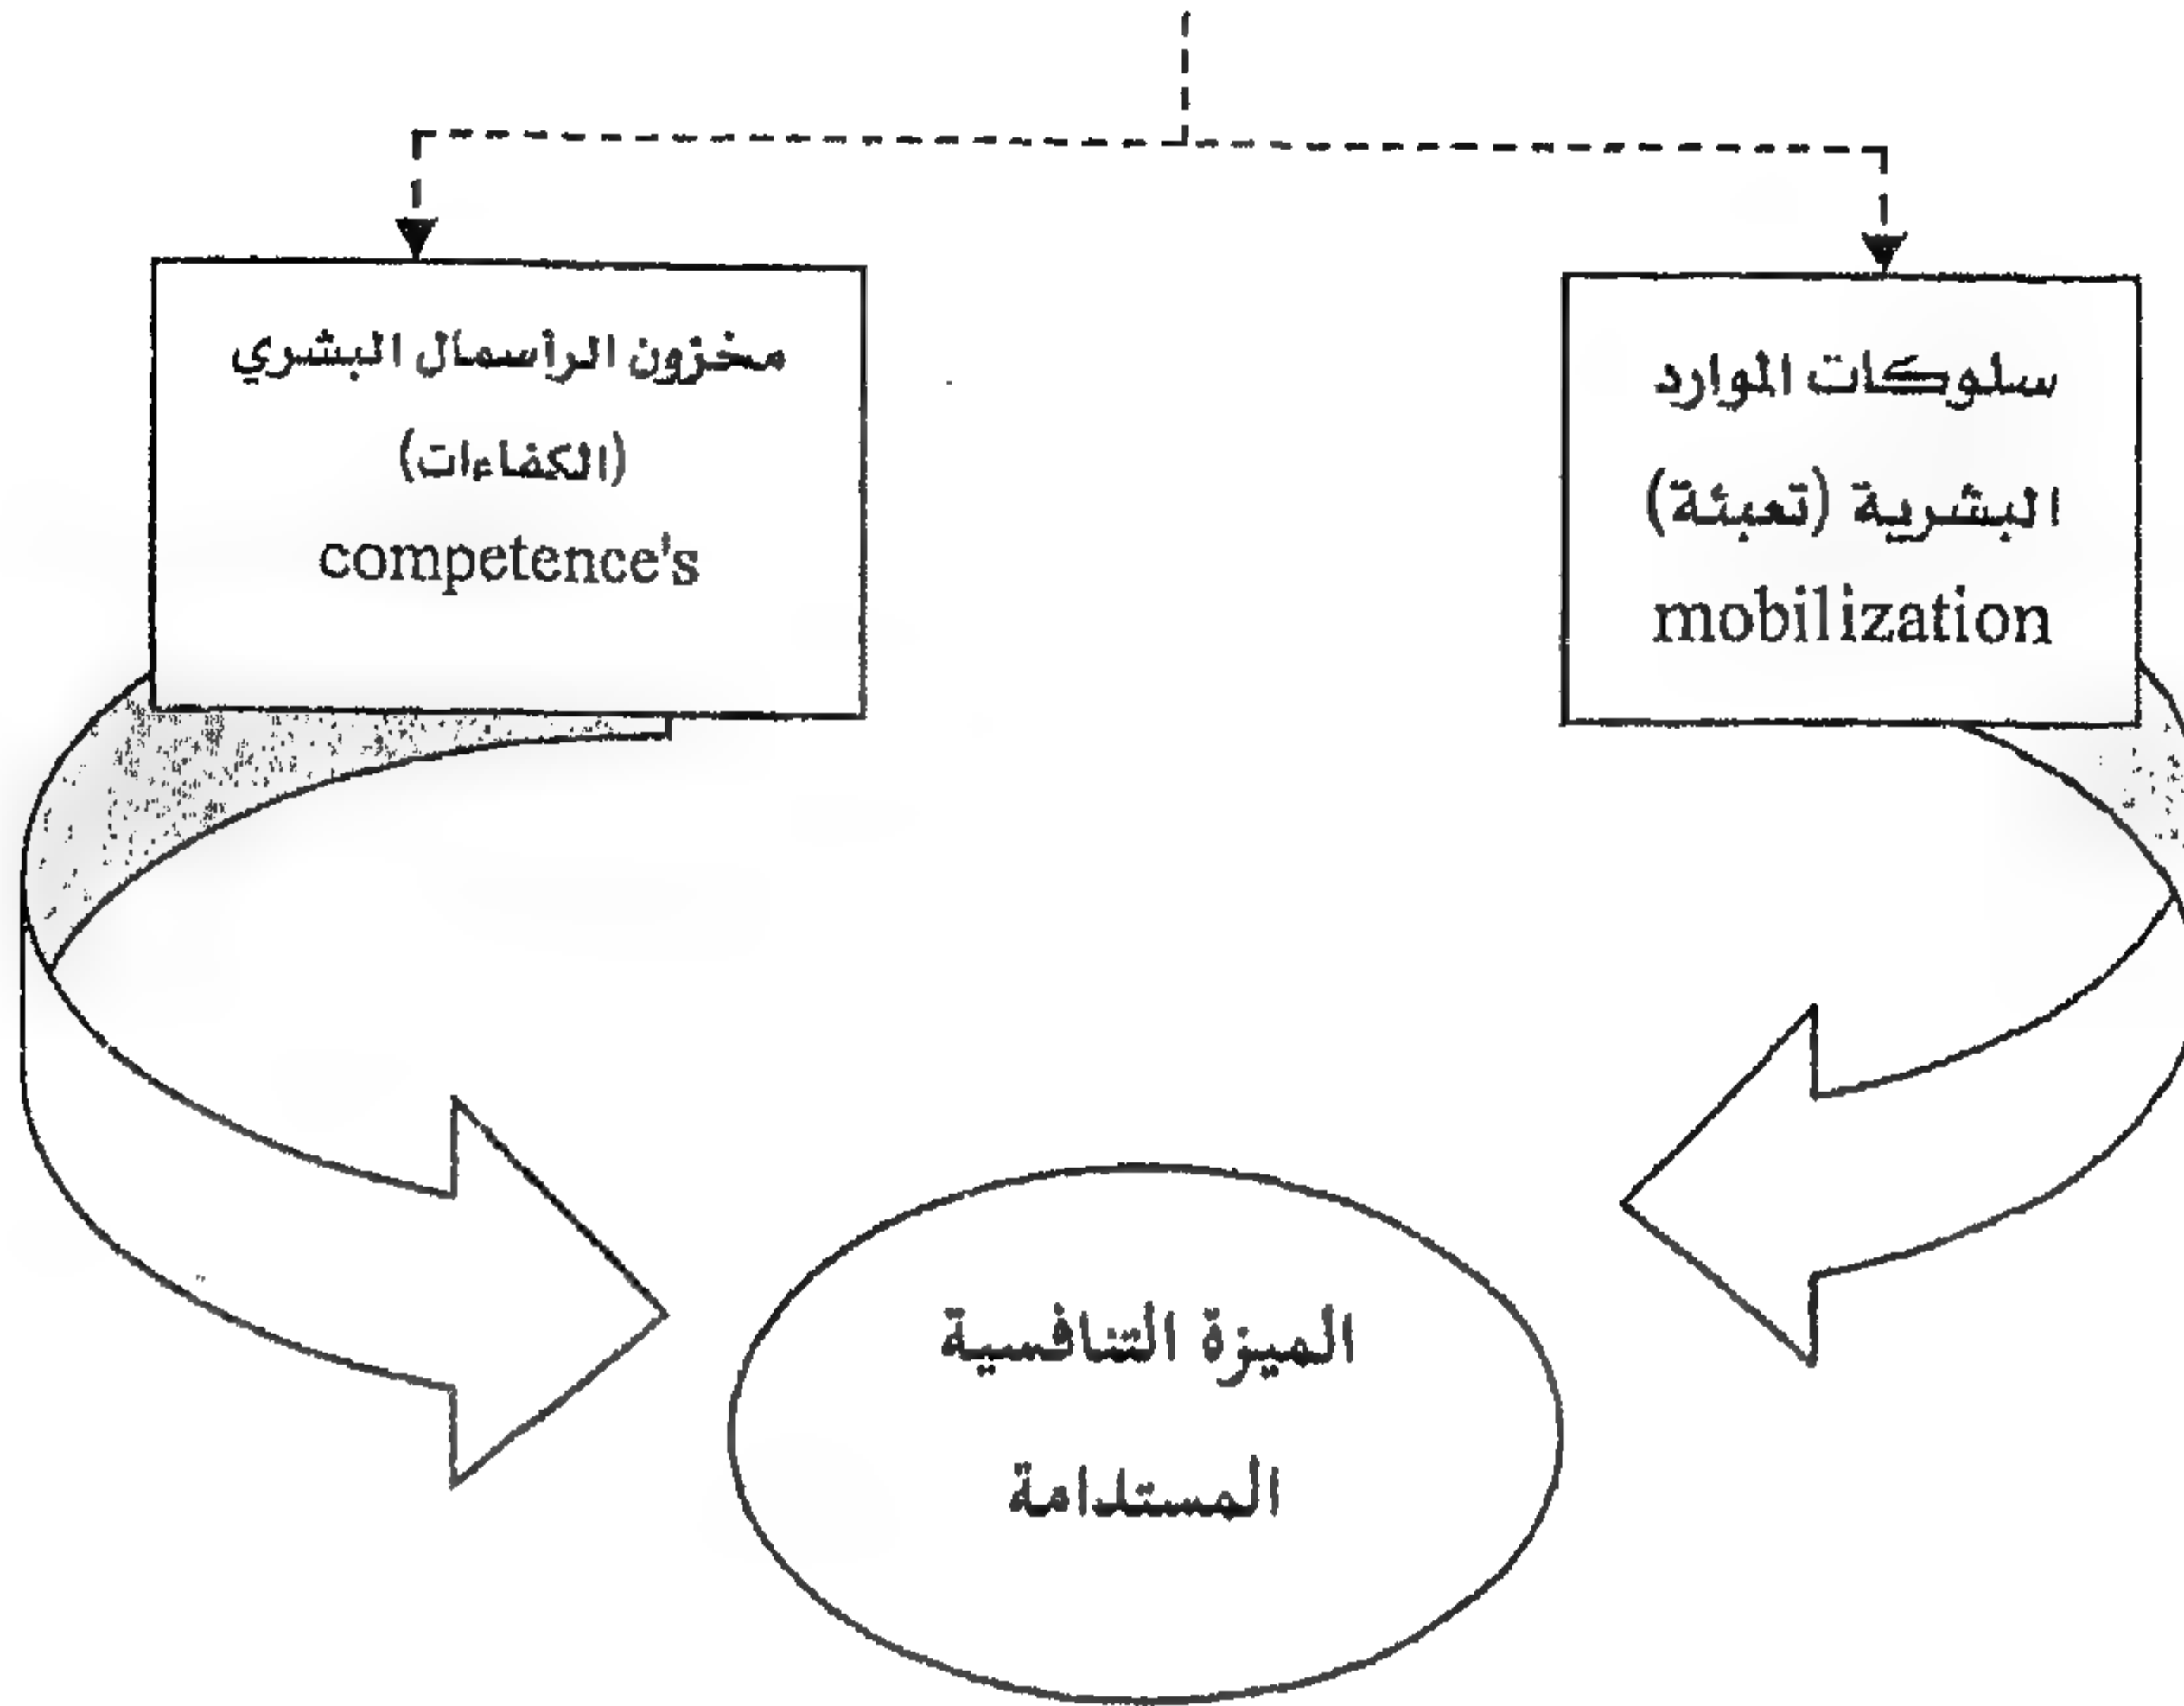 سلوكات الموارد
البشرية (تعبئة)
mobilization
مخزون الرأسمال البشري
(الكفاءات)
competence's
الميزة التنافسية
المستدامة